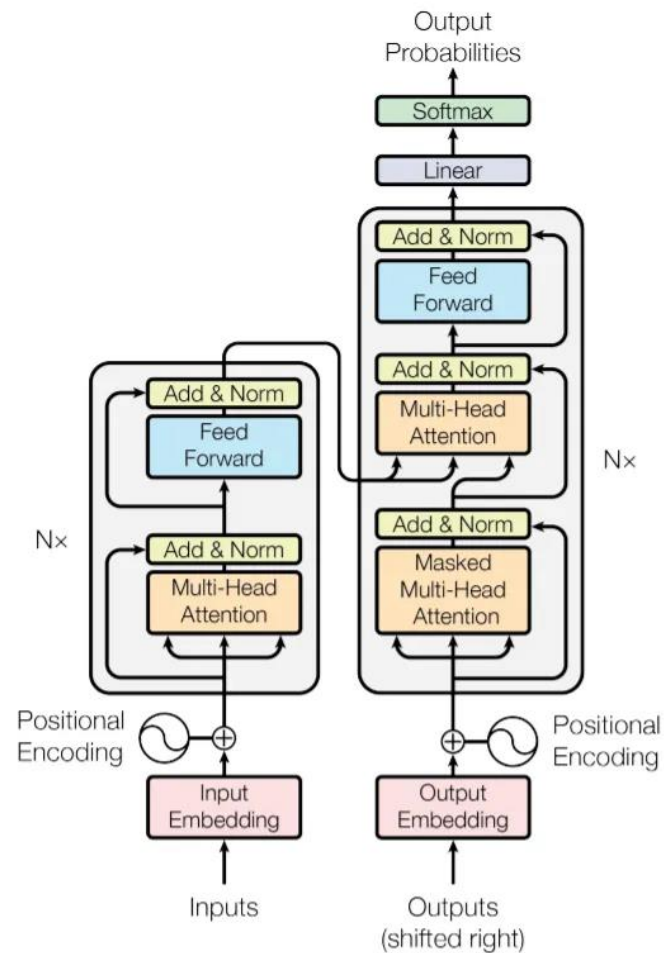 Output
Probabilities
Softmax
Linear
Add & Norm
Feed
Forward
Add & Norm
Multi-Head
Attention
Add & Norm
Masked
Multi-Head
Attention
Nx
Add & Norm
Feed
Forward
Add & Norm
Multi-Head
Attention
Nx
Positional
Encoding
Positional
Encoding
Input
Embedding
Output
Embedding
Inputs
Outputs
(shifted right)